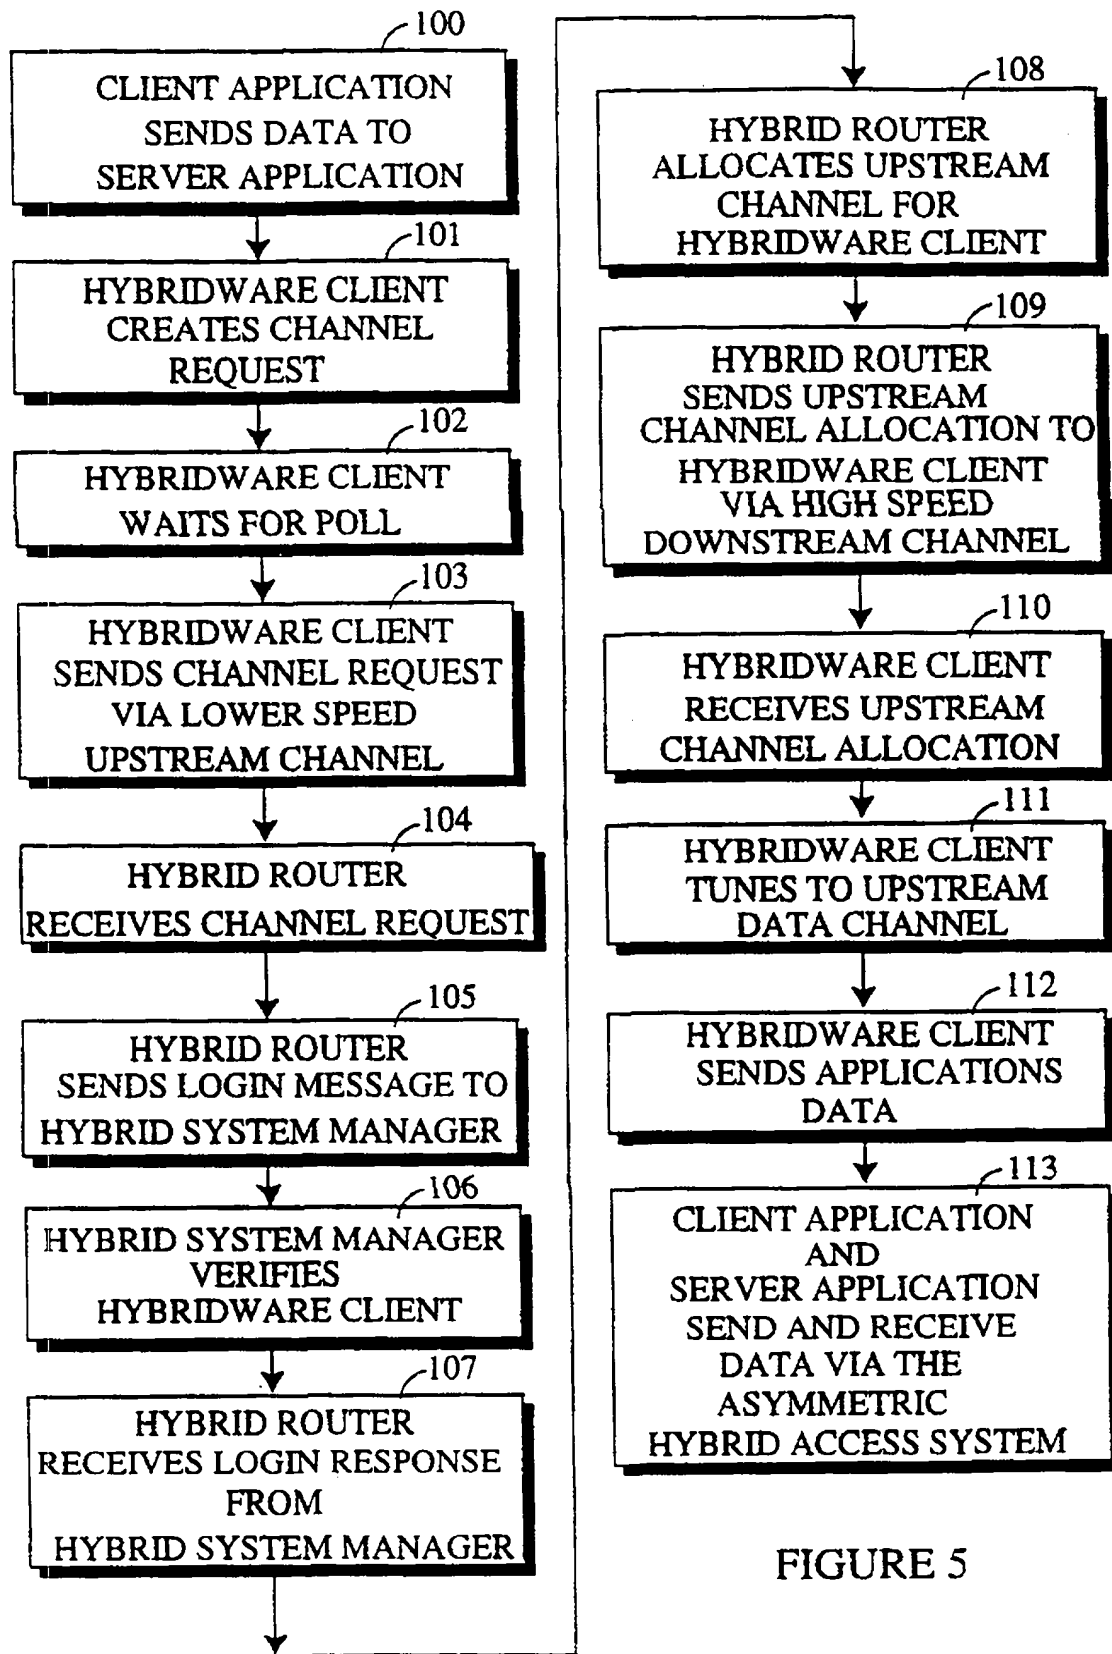 100
CLIENT APPLICATION
SENDS DATA TO
SERVER APPLICATION
101
HYBRIDWARE CLIENT
CREATES CHANNEL
REQUEST
102
HYBRIDWARE CLIENT
WAITS FOR POLL
103
HYBRIDWARE CLIENT
SENDS CHANNEL REQUEST
VIA LOWER SPEED
UPSTREAM CHANNEL
104
HYBRID ROUTER
RECEIVES CHANNEL REQUEST
105
HYBRID ROUTER
SENDS LOGIN MESSAGE TO
HYBRID SYSTEM MANAGER
106
HYBRID SYSTEM MANAGER
VERIFIES
HYBRIDWARE CLIENT
107
HYBRID ROUTER
RECEIVES LOGIN RESPONSE
FROM
HYBRID SYSTEM MANAGER
108
HYBRID ROUTER
ALLOCATES UPSTREAM
CHANNEL FOR
HYBRIDWARE CLIENT
109
HYBRID ROUTER
SENDS UPSTREAM
CHANNEL ALLOCATION TO
HYBRIDWARE CLIENT
VIA HIGH SPEED
DOWNSTREAM CHANNEL
110
HYBRIDWARE CLIENT
RECEIVES UPSTREAM
CHANNEL ALLOCATION
111
HYBRIDWARE CLIENT
TUNES TO UPSTREAM
DATA CHANNEL
112
HYBRIDWARE CLIENT
SENDS APPLICATIONS
DATA
113
CLIENT APPLICATION
AND
SERVER APPLICATION
SEND AND RECEIVE
DATA VIA THE
ASYMMETRIC
HYBRID ACCESS SYSTEM
FIGURE 5